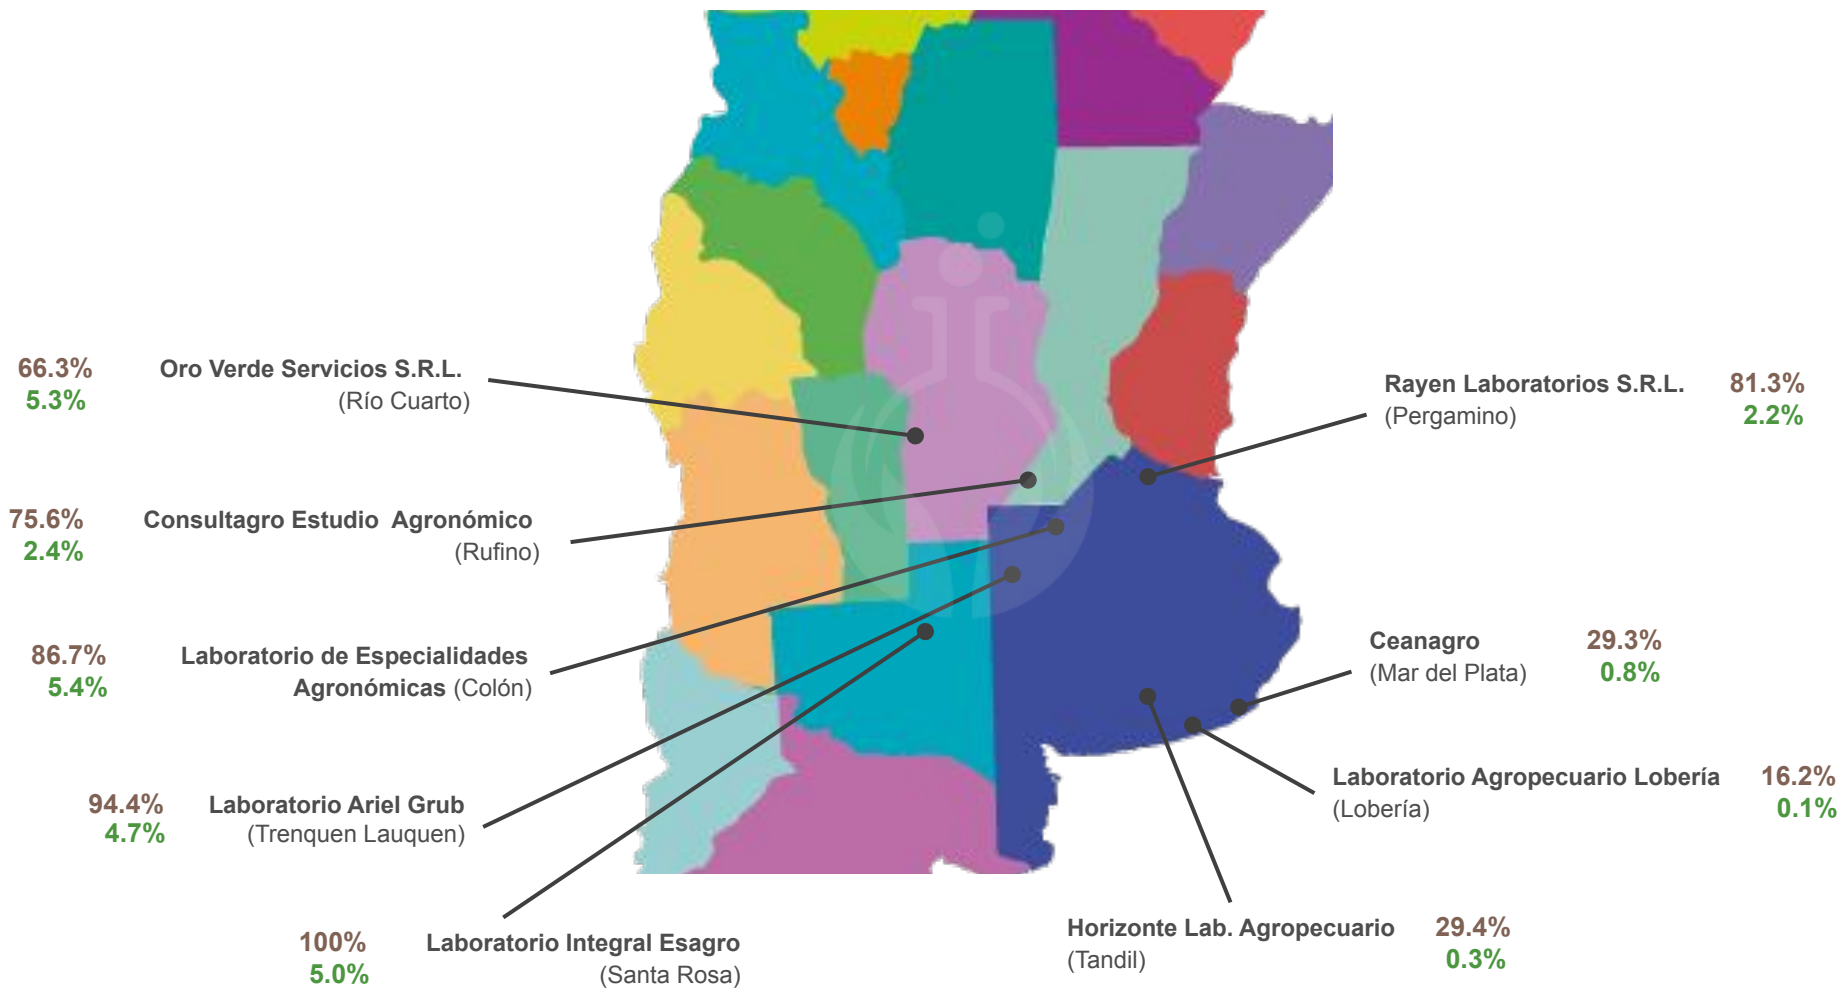 66.3%
5.3%
Oro Verde Servicios S.R.L.
(Río Cuarto)
75.6%
2.4%
Consultagro Estudio Agronómico
(Rufino)
86.7%
5.4%
Laboratorio de Especialidades
Agronómicas (Colón)
94.4%
4.7%
Laboratorio Ariel Grub
(Trenquen Lauquen)
100%
5.0%
Laboratorio Integral Esagro
(Santa Rosa)
Rayen Laboratorios S.R.L.
(Pergamino)
81.3%
2.2%
Ceanagro
(Mar del Plata)
29.3%
0.8%
Laboratorio Agropecuario Lobería
(Lobería)
16.2%
0.1%
Horizonte Lab. Agropecuario
(Tandil)
29.4%
0.3%